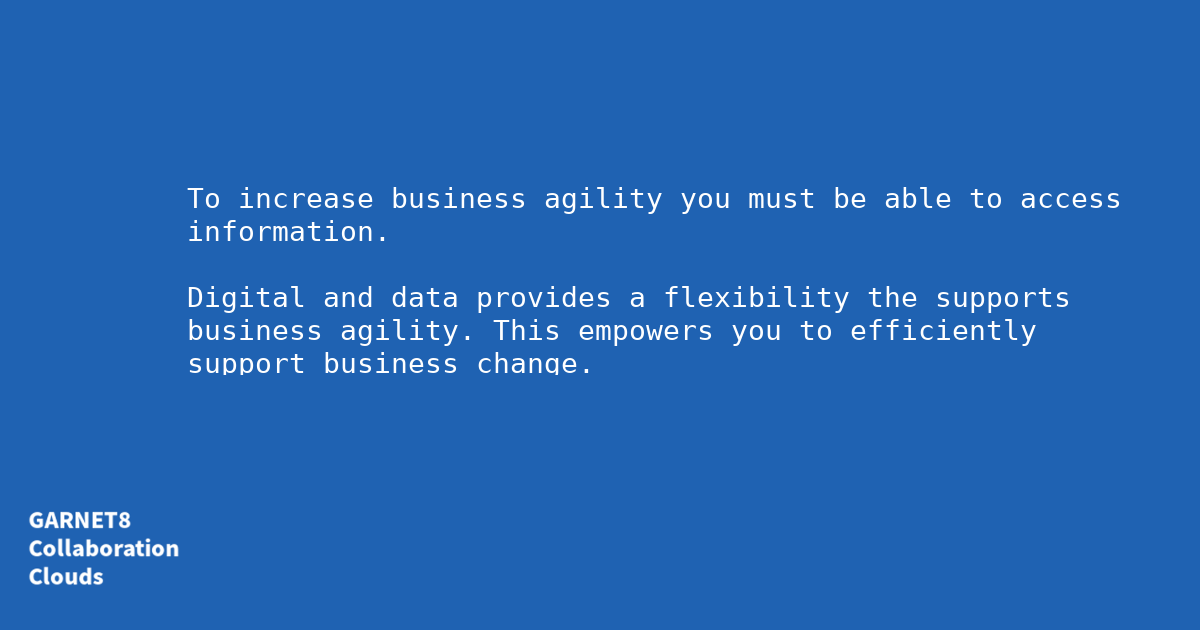 To increase business agility you must be able to access
information.
Digital and data provides a flexibility the supports
business agility. This empowers you to efficiently
support business change.
GARNET8
Collaboration
Clouds